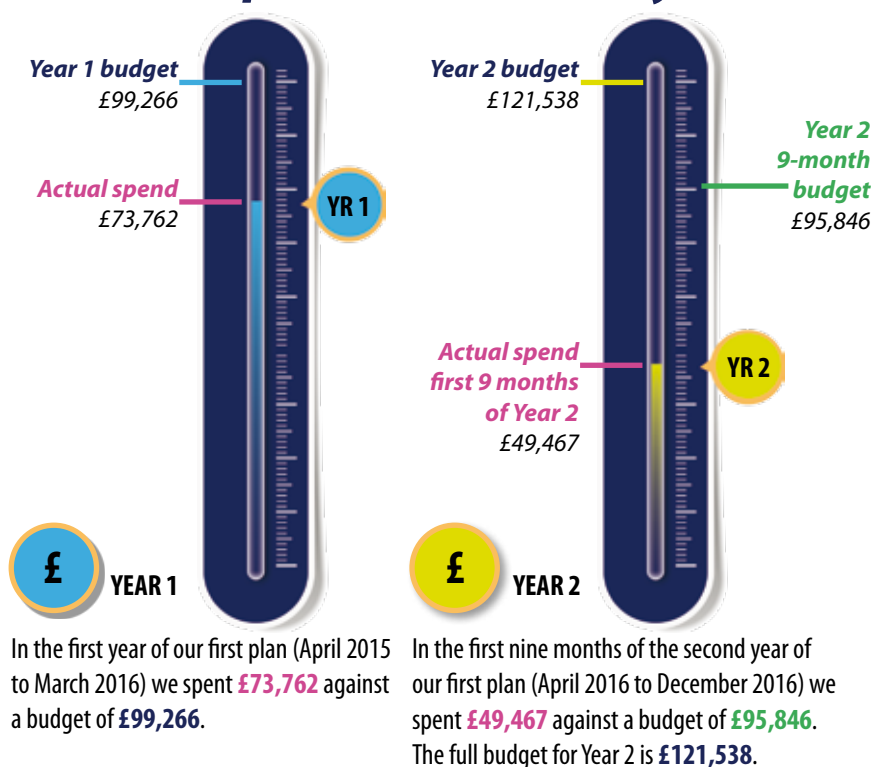 Year 1 budget
£99,266
Actual spend
£73,762
YR 1
£
YEAR 1
In the first year of our first plan (April 2015
to March 2016) we spent £73,762 against
a budget of £99,266.
Year 2 budget
£121,538
Year 2
9-month
budget
£95,846
Actual spend
first 9 months
of Year 2
£49,467
YR 2
£
YEAR 2
In the first nine months of the second year of
our first plan (April 2016 to December 2016) we
spent £49,467 against a budget of £95,846.
The full budget for Year 2 is £121,538.